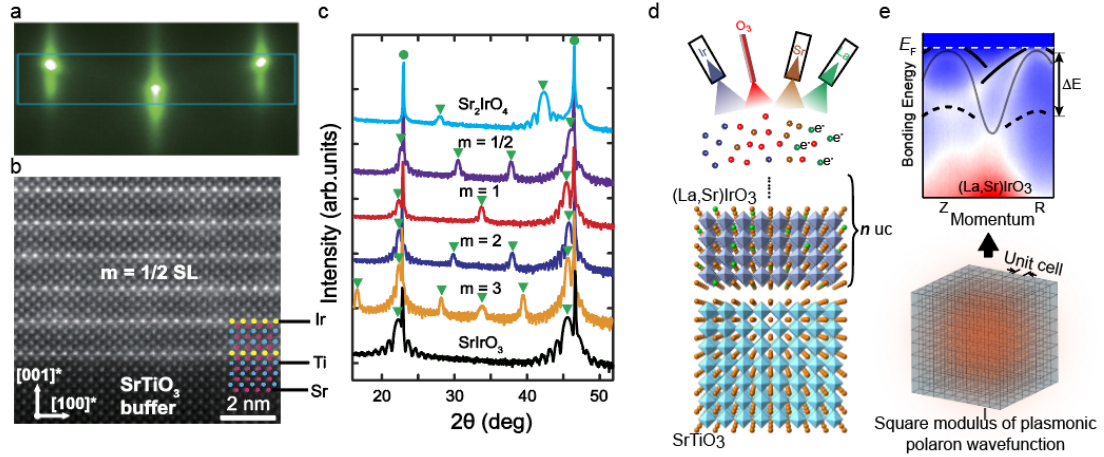 a
b
m = 1/2 SL
Ir
Ti
Sr
[001]*
[100]*
SrTiO₃
buffer
2 nm
c
Intensity (arb.units)
Sr₂IrO₄
m = 1/2
m = 1
m = 2
m = 3
SrIrO₃
20
30
40
50
2θ (deg)
d
Ir
O₃
Sr
La
e⁻
e⁻
e⁻
e⁻
(La,Sr)IrO₃
n uc
SrTiO3
e
E_F
ΔE
Bonding Energy
(La,Sr)IrO₃
Z
R
Momentum
Unit cell
Square modulus of plasmonic
polaron wavefunction